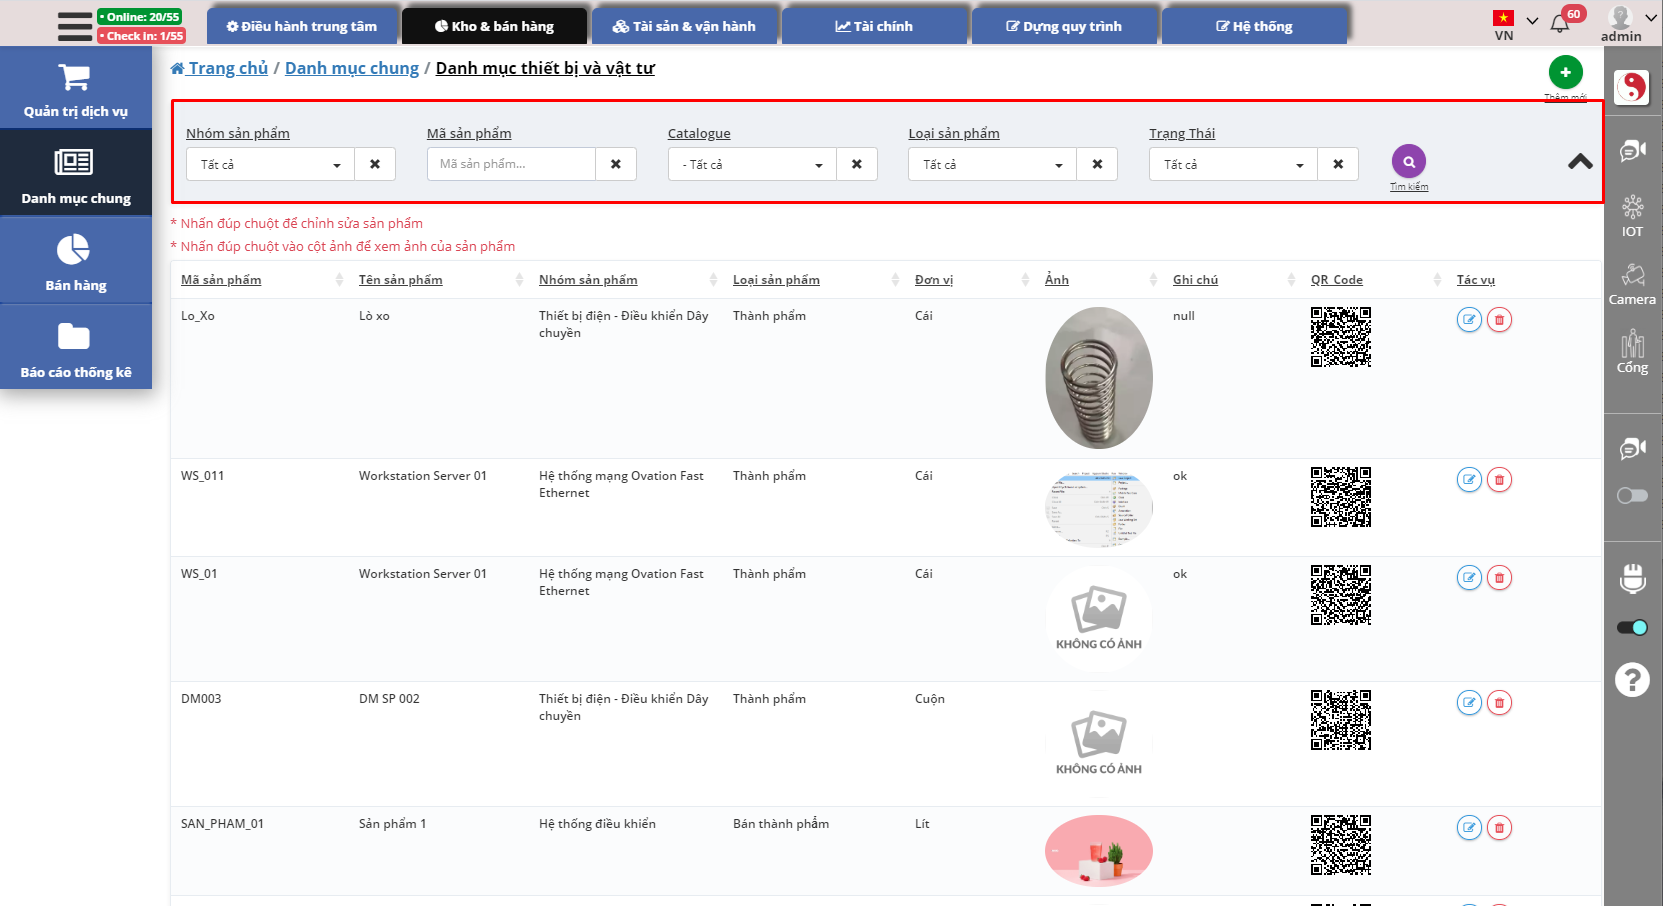 • Online: 20/55
• Check In: 1/55
Điều hành trung tâm
Kho & bán hàng
Tài sản & vận hành
Tài chính
Dựng quy trình
Hệ thống
VN
60
admin
Quản trị dịch vụ
Danh mục chung
Bán hàng
Báo cáo thống kê
Trang chủ / Danh mục chung / Danh mục thiết bị và vật tư
Thêm mới
Nhóm sản phẩm
Mã sản phẩm
Catalogue
Loại sản phẩm
Trạng Thái
Tất cả
Mã sản phẩm...
- Tất cả
Tất cả
Tất cả
Tìm kiếm
* Nhấn đúp chuột để chỉnh sửa sản phẩm
* Nhấn đúp chuột vào cột ảnh để xem ảnh của sản phẩm
Mã sản phẩm Tên sản phẩm Nhóm sản phẩm Loại sản phẩm Đơn vị Ảnh Ghi chú QR Code Tác vụ
Lo_Xo Lò xo Thiết bị điện - Điều khiển Dây Thành phẩm Cái null
chuyền
WS_011 Workstation Server 01 Hệ thống mạng Ovation Fast Thành phẩm Cái ok
Ethernet
WS_01 Workstation Server 01 Hệ thống mạng Ovation Fast Thành phẩm Cái ok
Ethernet
KHÔNG CÓ ẢNH
DM003 DM SP 002 Thiết bị điện - Điều khiển Dây Thành phẩm Cuộn
chuyền
KHÔNG CÓ ẢNH
SAN_PHAM_01 Sản phẩm 1 Hệ thống điều khiển Bán thành phẩm Lít
IOT
Camera
Cổng